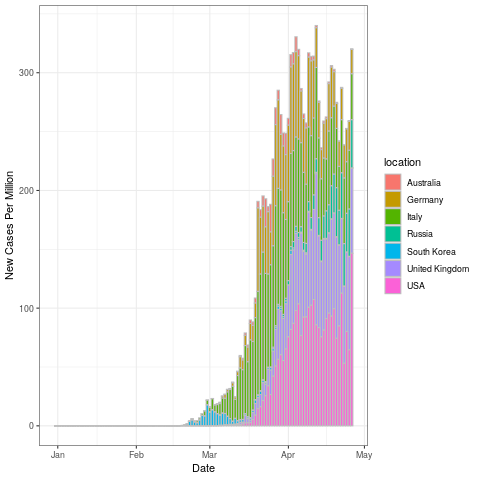 New Cases Per Million
300
200
100
0
Jan Feb Mar Apr May
Date
location
Australia
Germany
Italy
Russia
South Korea
United Kingdom
USA